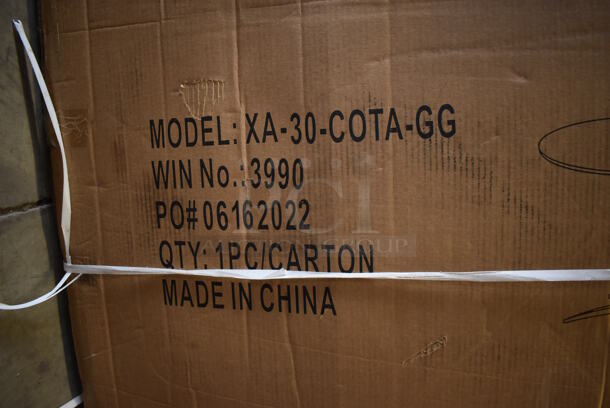 MODEL: XA-30-COTA-GG
WIN No.: 3990
PO# 06162022
QTY: 1PC/CARTON
MADE IN CHINA